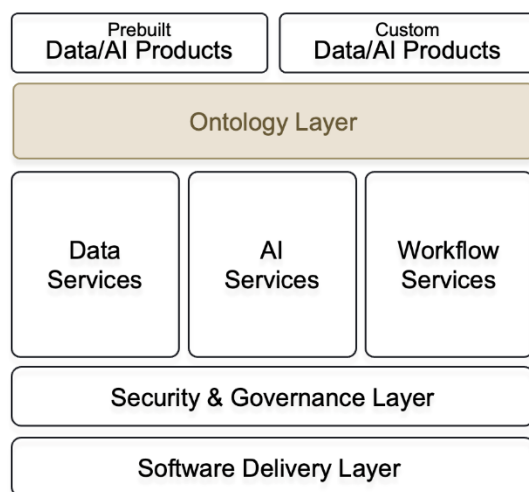 Prebuilt
Data/AI Products
Custom
Data/AI Products
Ontology Layer
Data
Services
AI
Services
Workflow
Services
Security & Governance Layer
Software Delivery Layer